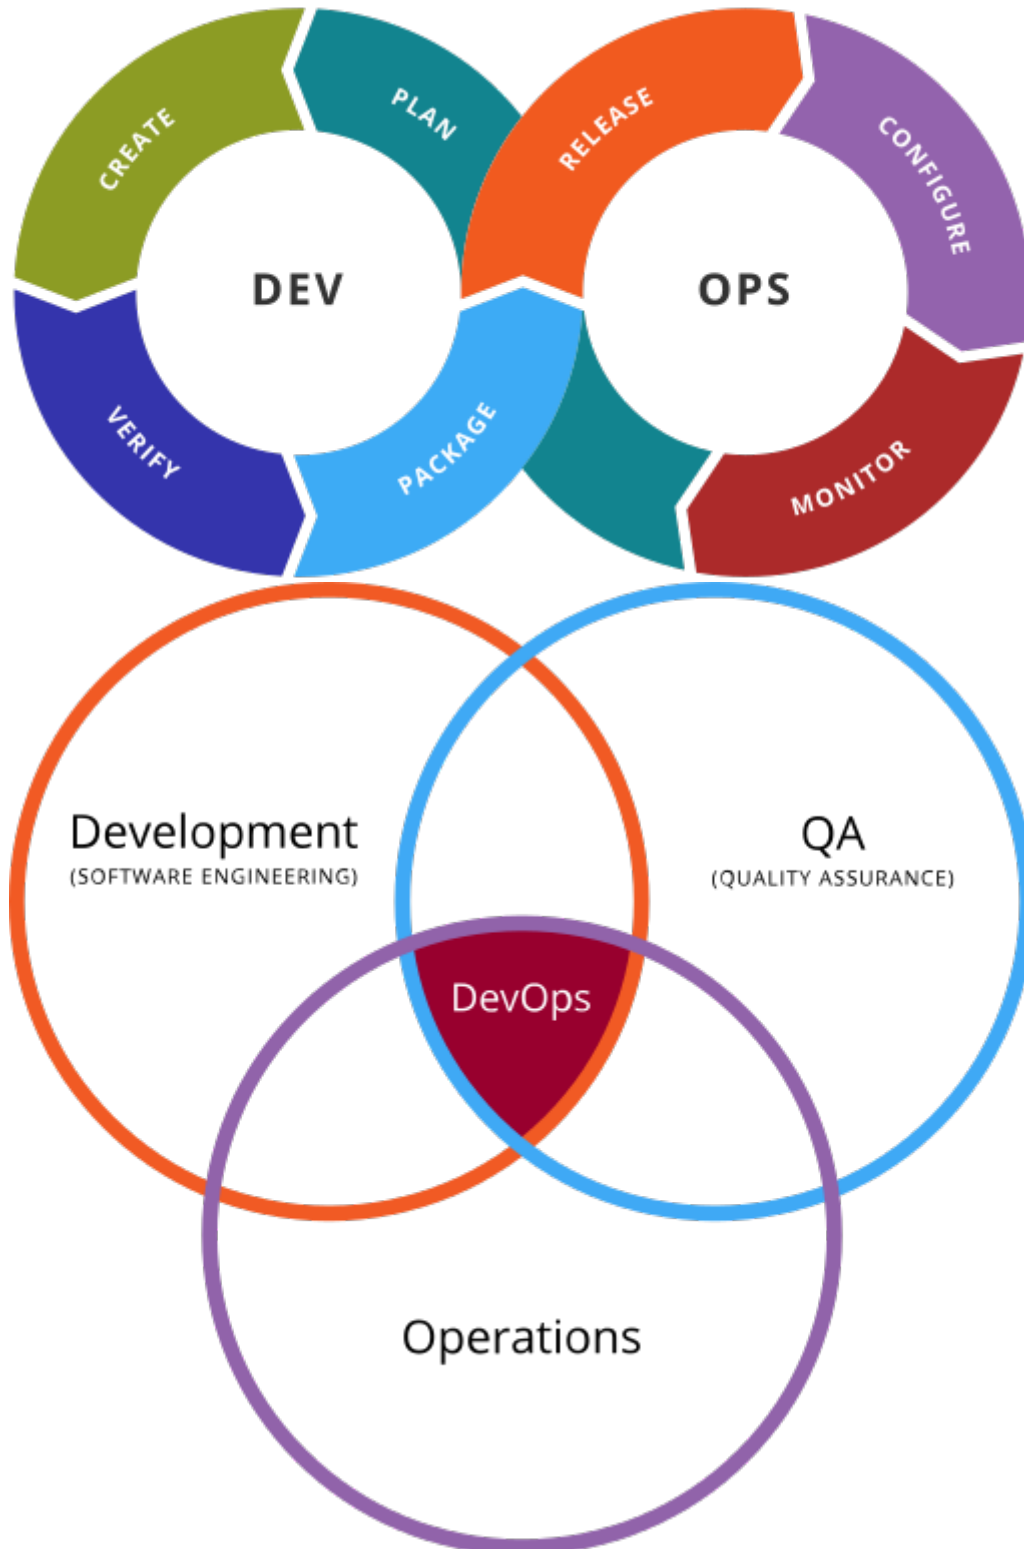 PLAN
CREATE
RELEASE
CONFIGURE
DEV
OPS
VERIFY
PACKAGE
MONITOR
Development
(SOFTWARE ENGINEERING)
QA
(QUALITY ASSURANCE)
DevOps
Operations